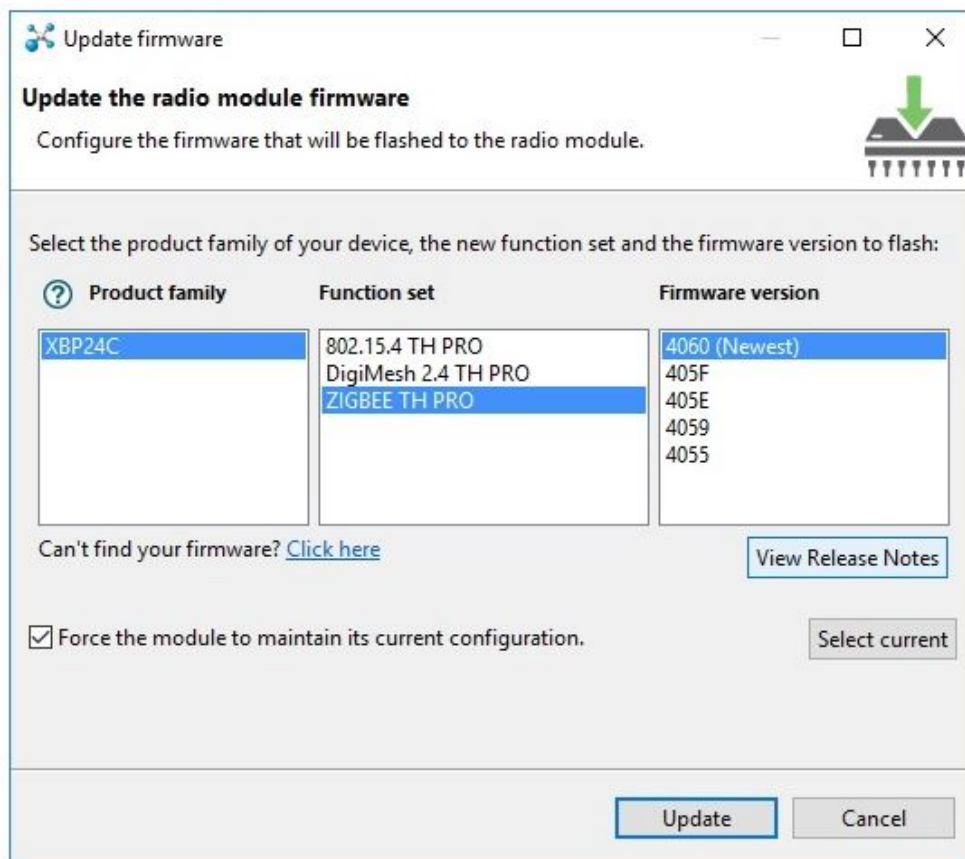 Update firmware
Update the radio module firmware
Configure the firmware that will be flashed to the radio module.
Select the product family of your device, the new function set and the firmware version to flash:
Product family Function set Firmware version
XBP24C
802.15.4 TH PRO
DigiMesh 2.4 TH PRO
ZIGBEE TH PRO
4060 (Newest)
405F
405E
4059
4055
Can't find your firmware? Click here
View Release Notes
Force the module to maintain its current configuration.
Select current
Update
Cancel